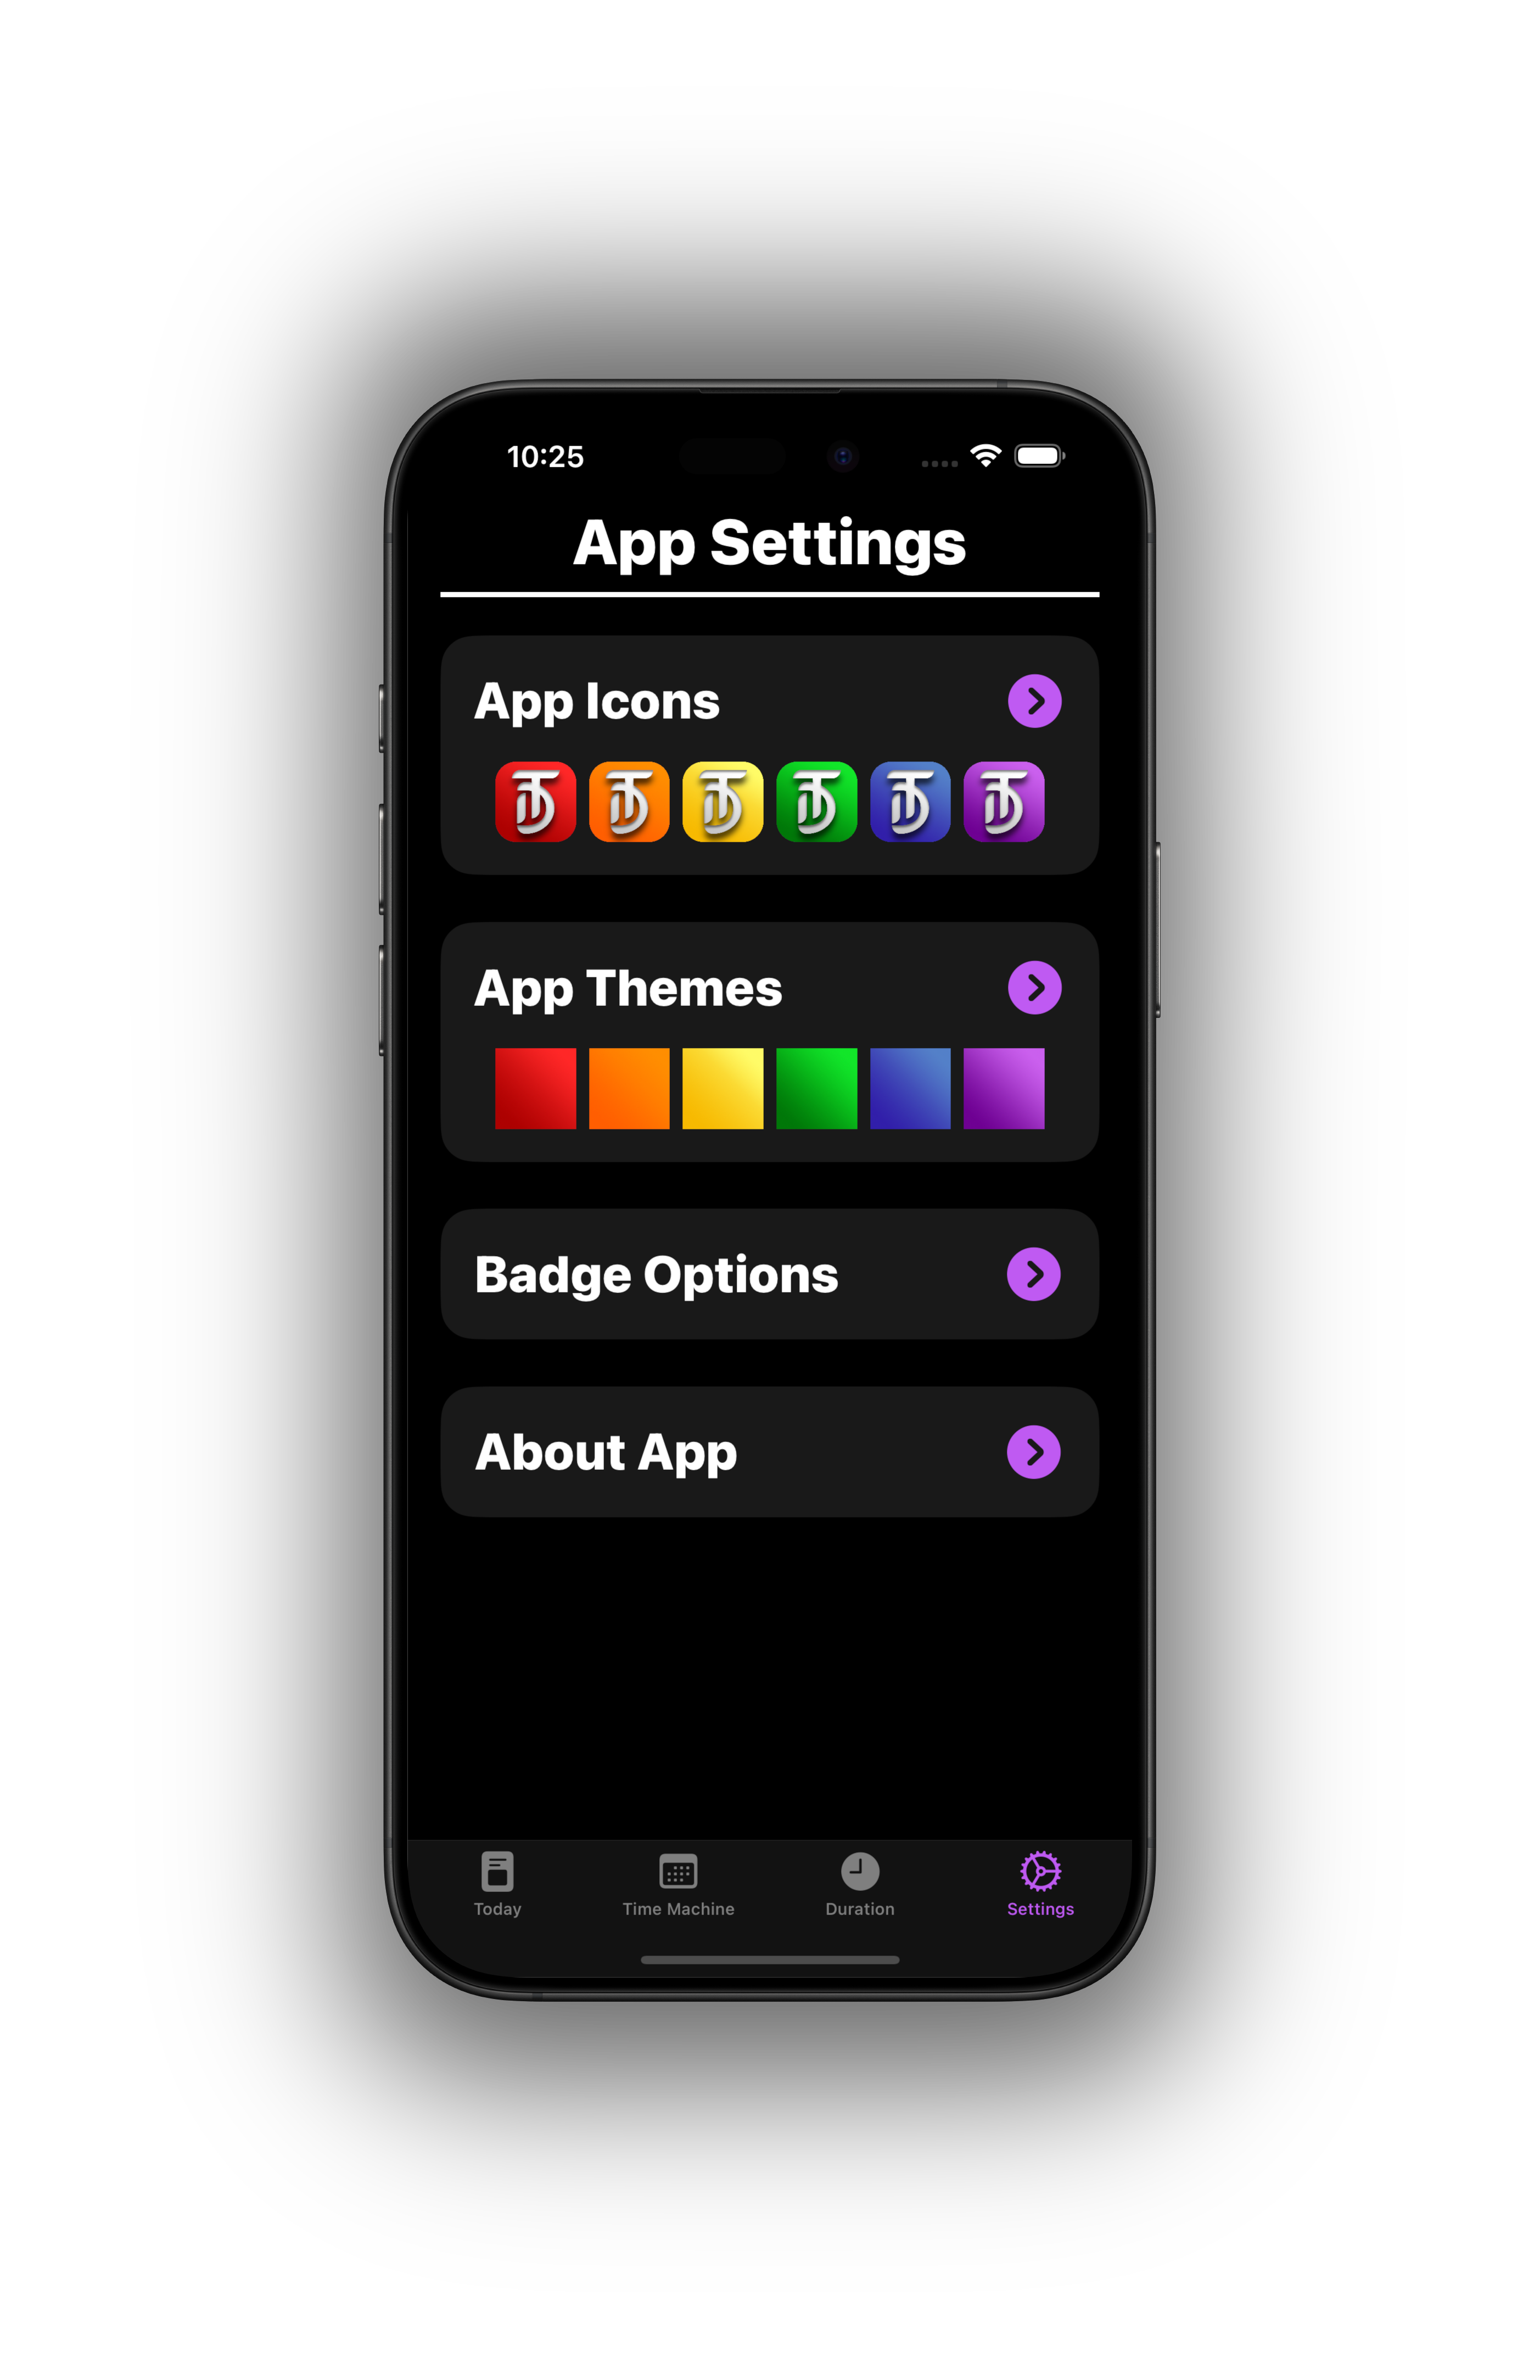 10:25
App Settings
App Icons
App Themes
Badge Options
About App
Today
Time Machine
Duration
Settings